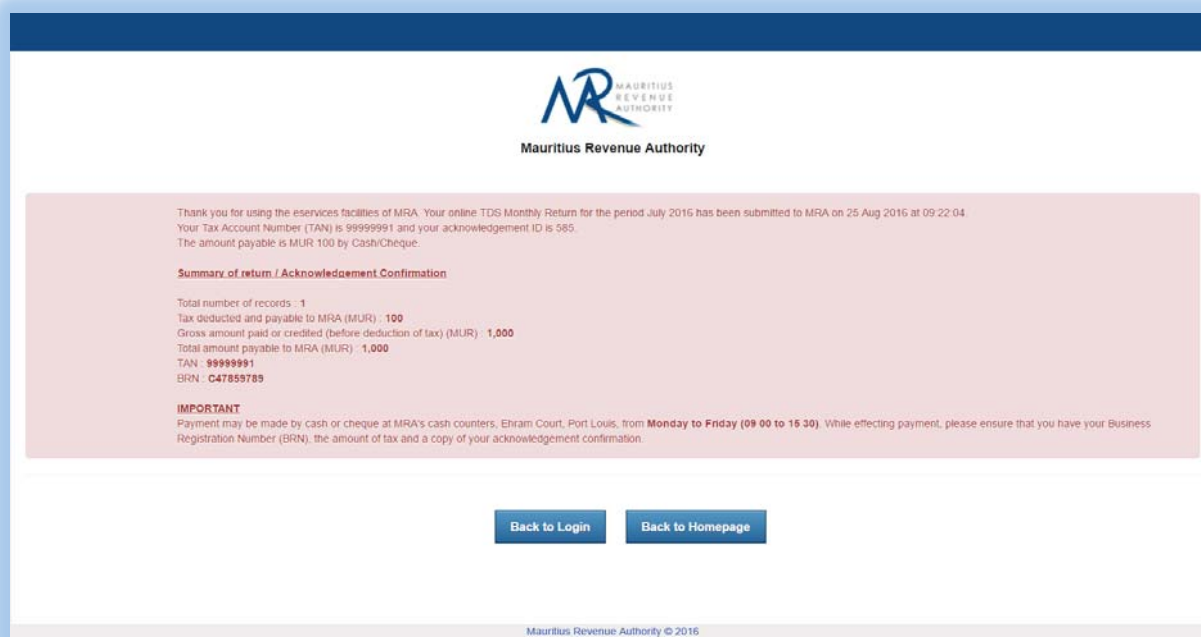 MAURITIUS
REVENUE
AUTHORITY
Mauritius Revenue Authority
Thank you for using the eservices facilities of MRA. Your online TDS Monthly Return for the period July 2016 has been submitted to MRA on 25 Aug 2016 at 09:22:04.
Your Tax Account Number (TAN) is 99999991 and your acknowledgement ID is 585.
The amount payable is MUR 100 by Cash/Cheque.
Summary of return / Acknowledgement Confirmation
Total number of records : 1
Tax deducted and payable to MRA (MUR) : 100
Gross amount paid or credited (before deduction of tax) (MUR) : 1,000
Total amount payable to MRA (MUR) : 1,000
TAN : 99999991
BRN : C47859789
IMPORTANT
Payment may be made by cash or cheque at MRA's cash counters, Ehram Court, Port Louis, from Monday to Friday (09 00 to 15 30). While effecting payment, please ensure that you have your Business
Registration Number (BRN), the amount of tax and a copy of your acknowledgement confirmation.
Back to Login
Back to Homepage
Mauritius Revenue Authority © 2016